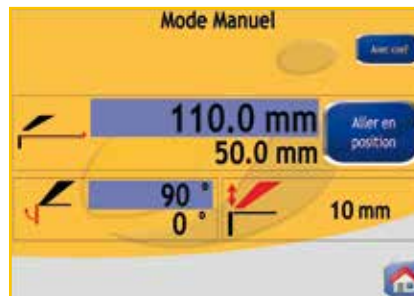 Mode Manuel
Avec coef
110.0 mm
Aller en
position
50.0 mm
90 °
0 °
10 mm